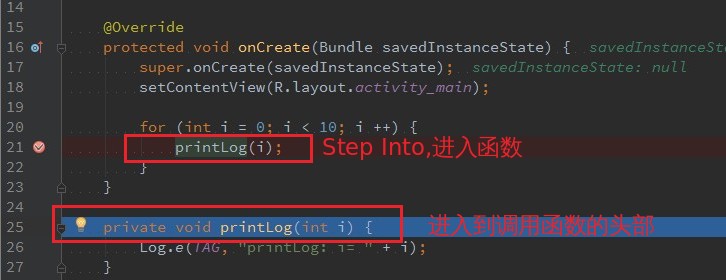 14
15 @Override
16 protected void onCreate(Bundle savedInstanceState) { savedInstanceSta
17 super.onCreate(savedInstanceState); savedInstanceState: null
18 setContentView(R.layout.activity_main);
19
20 for (int i = 0; i < 10; i ++) {
21 printLog(i); Step Into,进入函数
22 }
23 }
24
25 private void printLog(int i) { 进入到调用函数的头部
26 Log.e(TAG, "printLog: i= " + i);
27 }